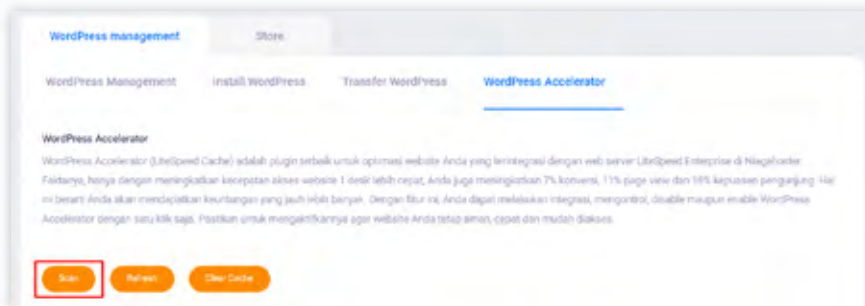 WordPress management Store
WordPress Management Install WordPress Transfer WordPress WordPress Accelerator
WordPress Accelerator
WordPress Accelerator (LiteSpeed Cache) adalah plugin terbaik untuk optimasi website Anda yang terintegrasi dengan web server LiteSpeed Enterprise di Niagahoster.
Faktanya, hanya dengan meningkatkan kecepatan akses website 1 detik lebih cepat, Anda juga meningkatkan 7% konversi, 11% page view dan 16% kepuasan pengunjung. Hal
ini berarti Anda akan mendapatkan keuntungan yang jauh lebih banyak. Dengan fitur ini, Anda dapat melakukan integrasi, mengontrol, disable maupun enable WordPress
Accelerator dengan satu klik saja. Pastikan untuk mengaktifkannya agar website Anda tetap aman, cepat dan mudah diakses.
Scan Refresh Clear Cache